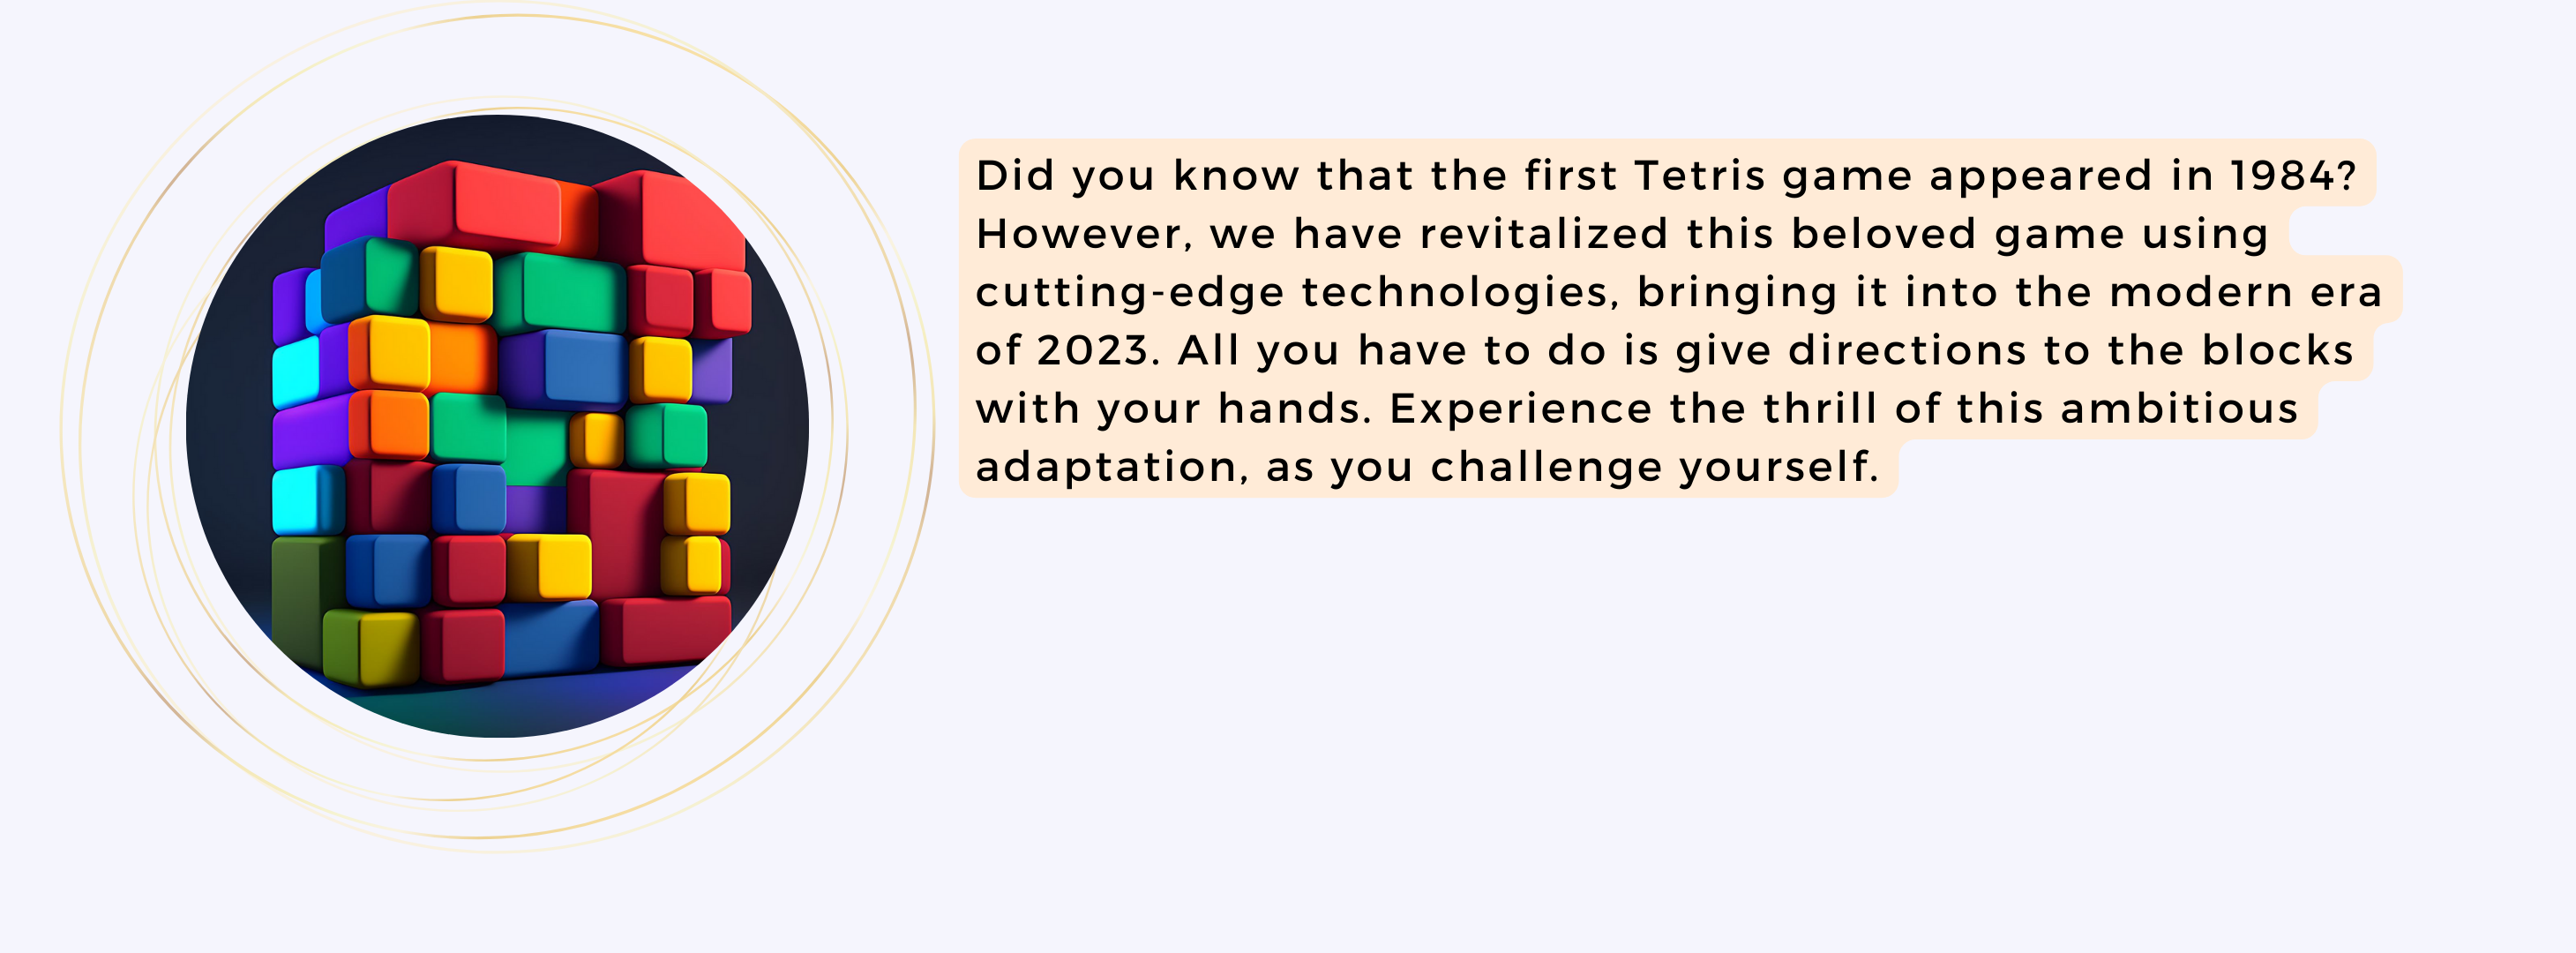 Did you know that the first Tetris game appeared in 1984?
However, we have revitalized this beloved game using
cutting-edge technologies, bringing it into the modern era
of 2023. All you have to do is give directions to the blocks
with your hands. Experience the thrill of this ambitious
adaptation, as you challenge yourself.